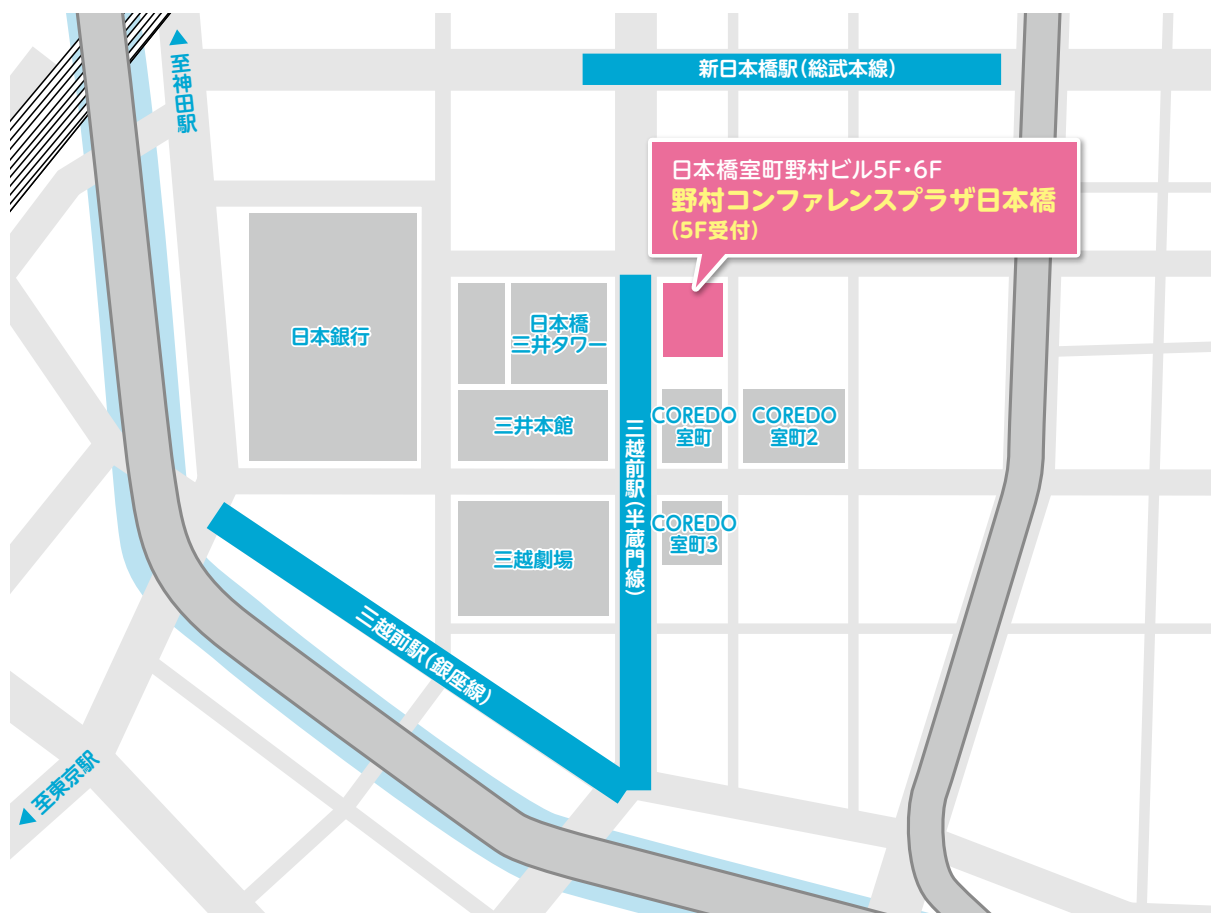 ▲至神田駅
新日本橋駅(総武本線)
日本橋室町野村ビル5F・6F
野村コンファレンスプラザ日本橋
(5F受付)
日本銀行
日本橋
三井タワー
三井本館
三越前駅(半蔵門線)
COREDO
室町
COREDO
室町2
三越劇場
COREDO
室町3
三越前駅(銀座線)
▲至東京駅